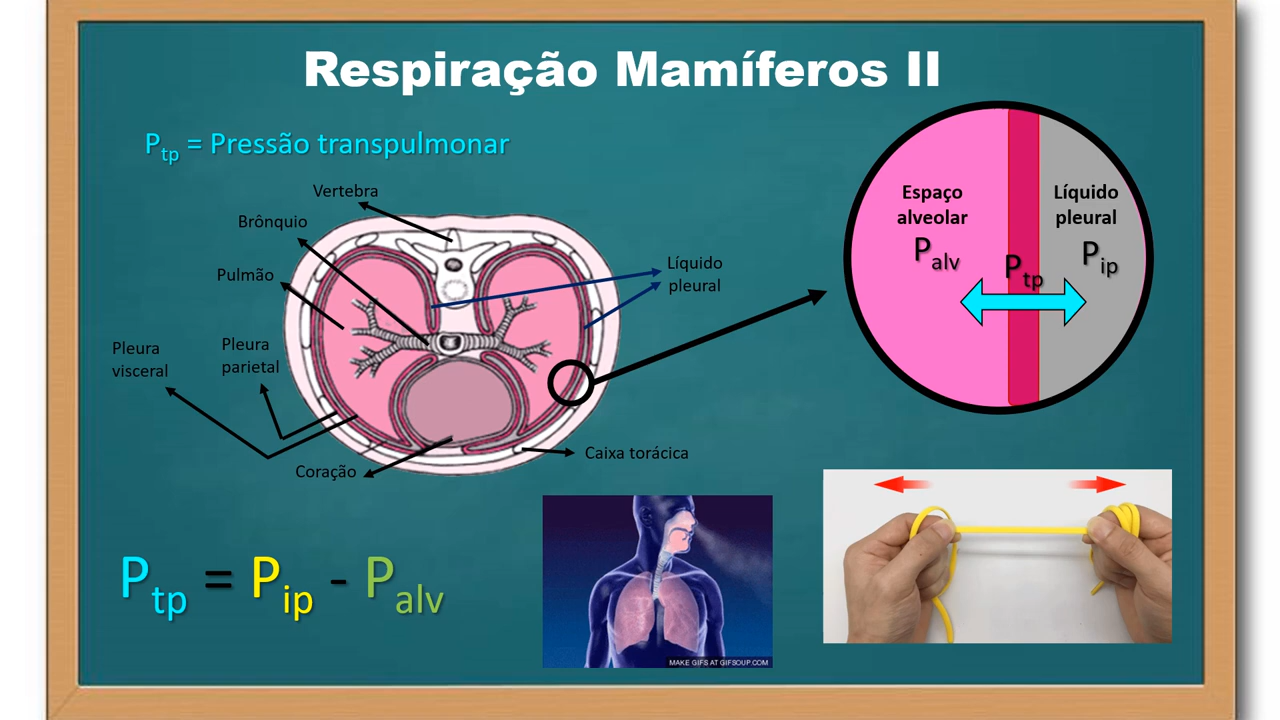 Respiração Mamíferos II
Ptp = Pressão transpulmonar
Vertebra
Brônquio
Pulmão
Pleura
visceral
Pleura
parietal
Coração
Líquido
pleural
Caixa torácica
Espaço
alveolar
Palv
Ptp
Líquido
pleural
Pip
Ptp = Pip - Palv
MAKE GIFS AT GIFSOUP.COM